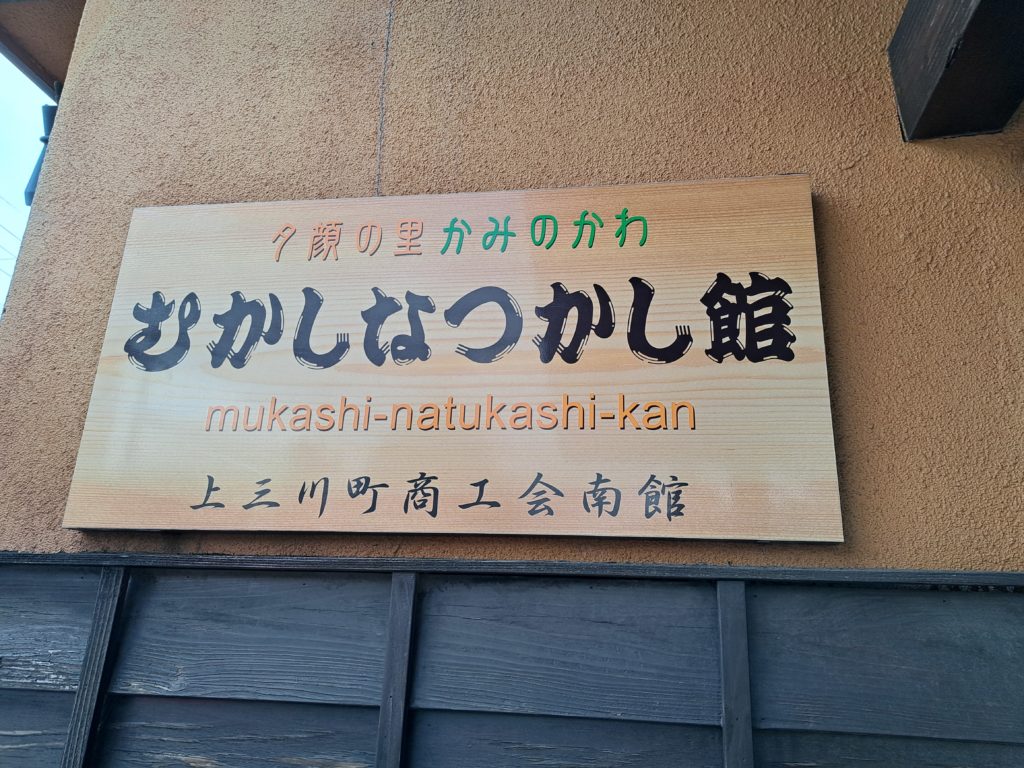 夕顔の里かみのかわ
むかしなつかし館
mukashi-natukashi-kan
上三川町商工会南館